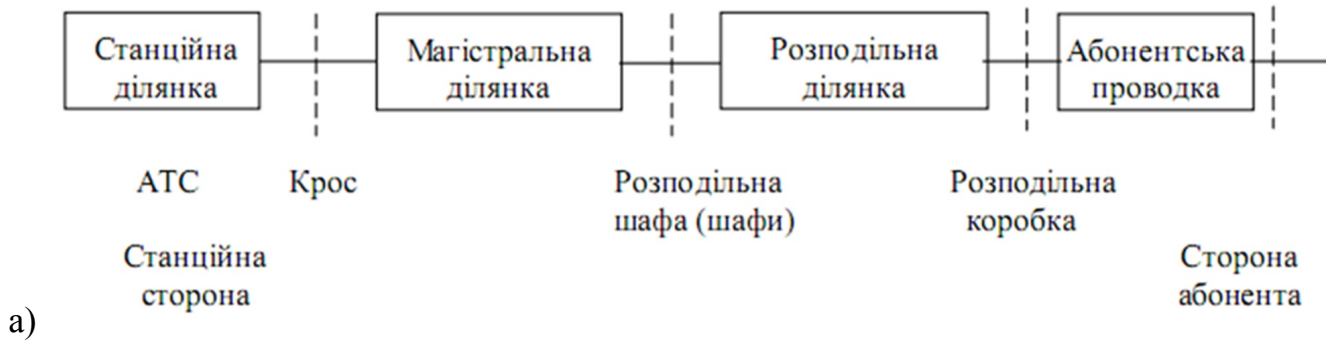 Станційна
ділянка
Магістральна
ділянка
Розподільна
ділянка
Абонентська
проводка
АТС
Крос
Розподільна
шафа (шафи)
Розподільна
коробка
Станційна
сторона
Сторона
абонента
а)